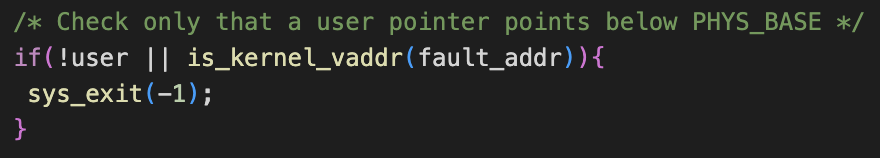 /* Check only that a user pointer points below PHYS_BASE */
if(!user || is_kernel_vaddr(fault_addr)){
 sys_exit(-1);
}